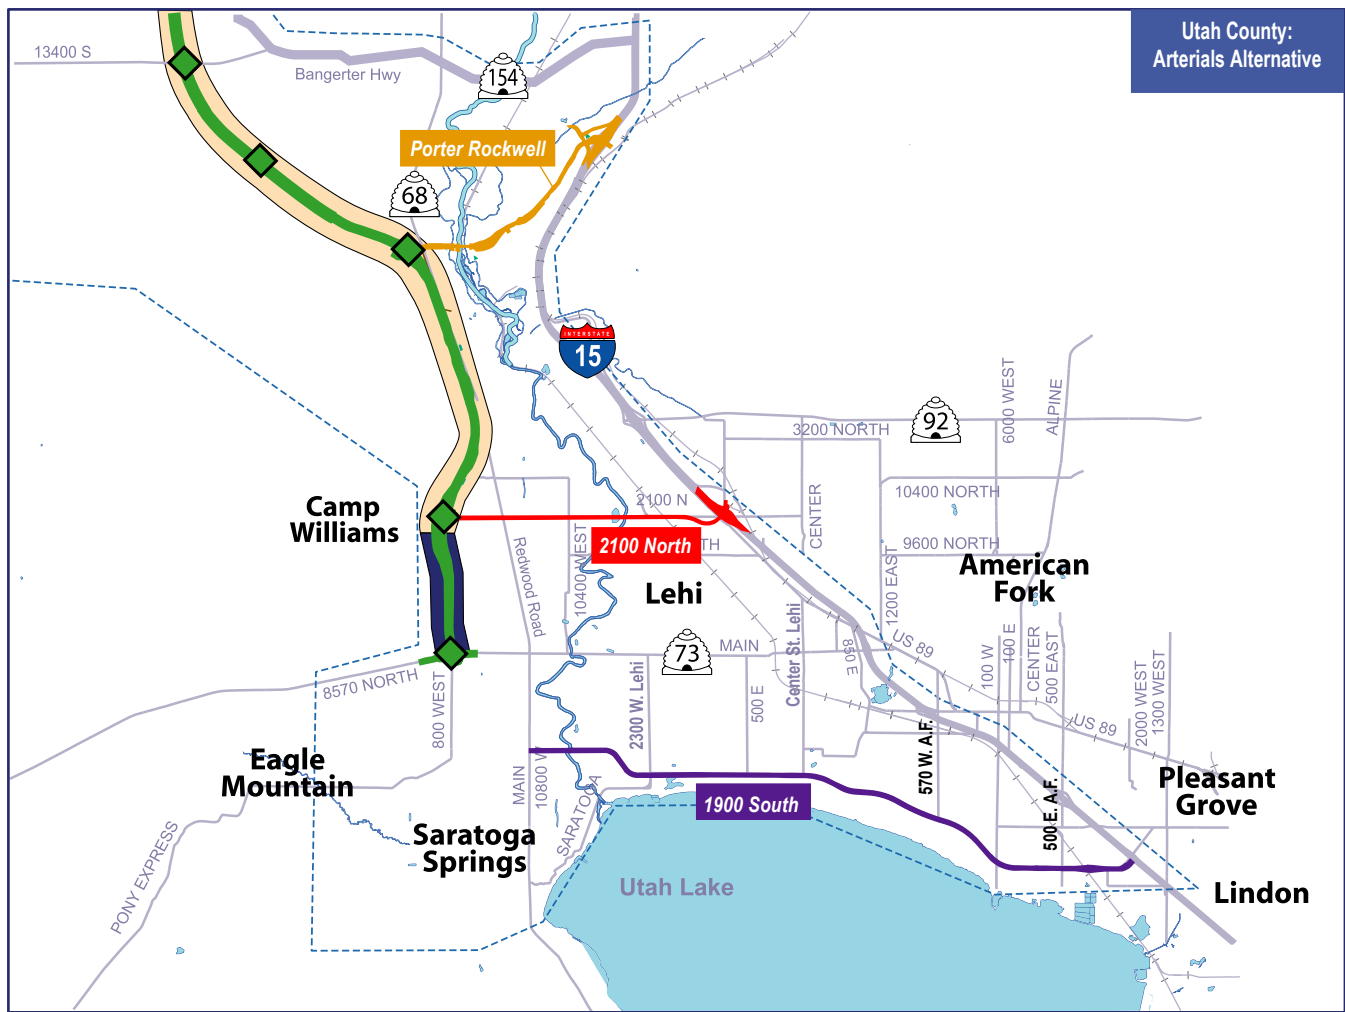 Utah County:
Arterials Alternative
13400 S
Bangerter Hwy
154
Porter Rockwell
68
INTERSTATE
15
92
3200 NORTH
6000 WEST
ALPINE
10400 NORTH
2100 N
CENTER
Camp
Williams
2100 North
TH
9600 NORTH
American
Fork
Redwood Road
10400 WEST
Lehi
1200 EAST
Center St. Lehi
73
MAIN
850 E
US 89
100 W
100 E
CENTER
500 EAST
8570 NORTH
800 WEST
2300 W. Lehi
500 E
2000 WEST
1300 WEST
US 89
Eagle
Mountain
MAIN
10800 W
570 W. A.F.
Pleasant
Grove
1900 South
500 E. A.F.
SARATOGA
Saratoga
Springs
PONY EXPRESS
Utah Lake
Lindon